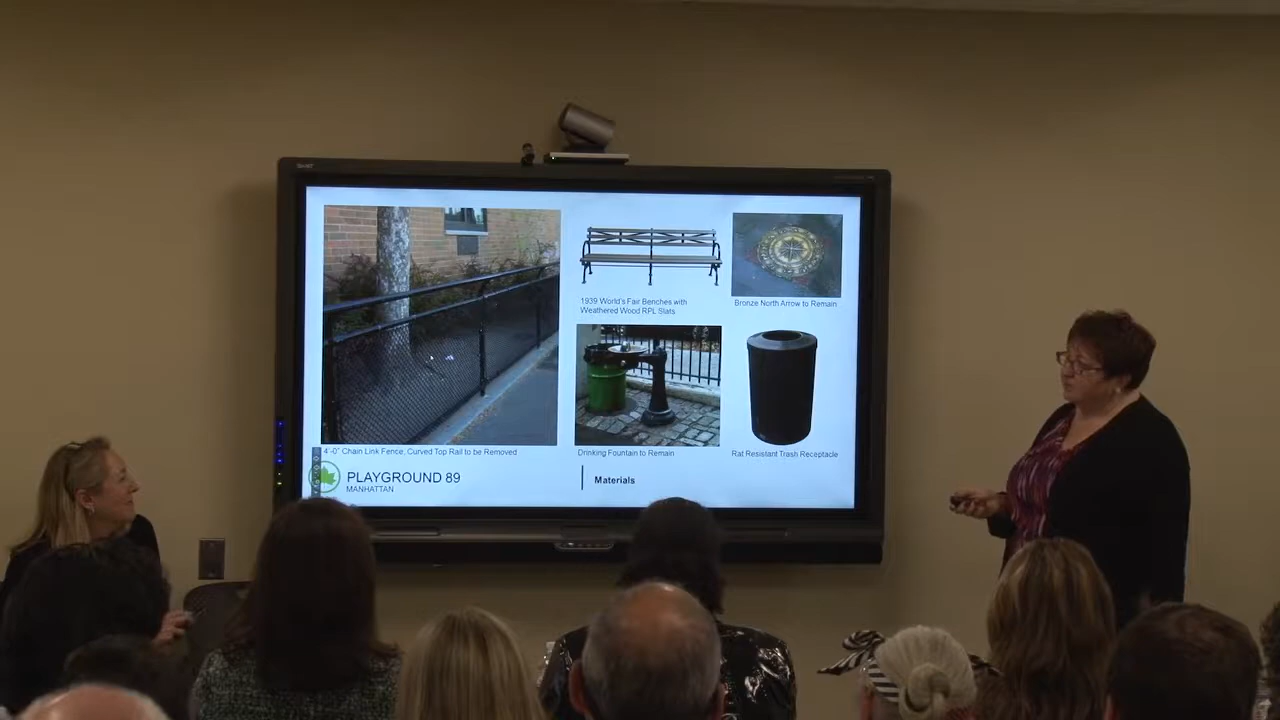 SMART
1939 World's Fair Benches with
Weathered Wood RPL Slats
Bronze North Arrow to Remain
4'-0" Chain Link Fence, Curved Top Rail to be Removed
Drinking Fountain to Remain
Rat Resistant Trash Receptacle
PLAYGROUND 89
MANHATTAN
Materials